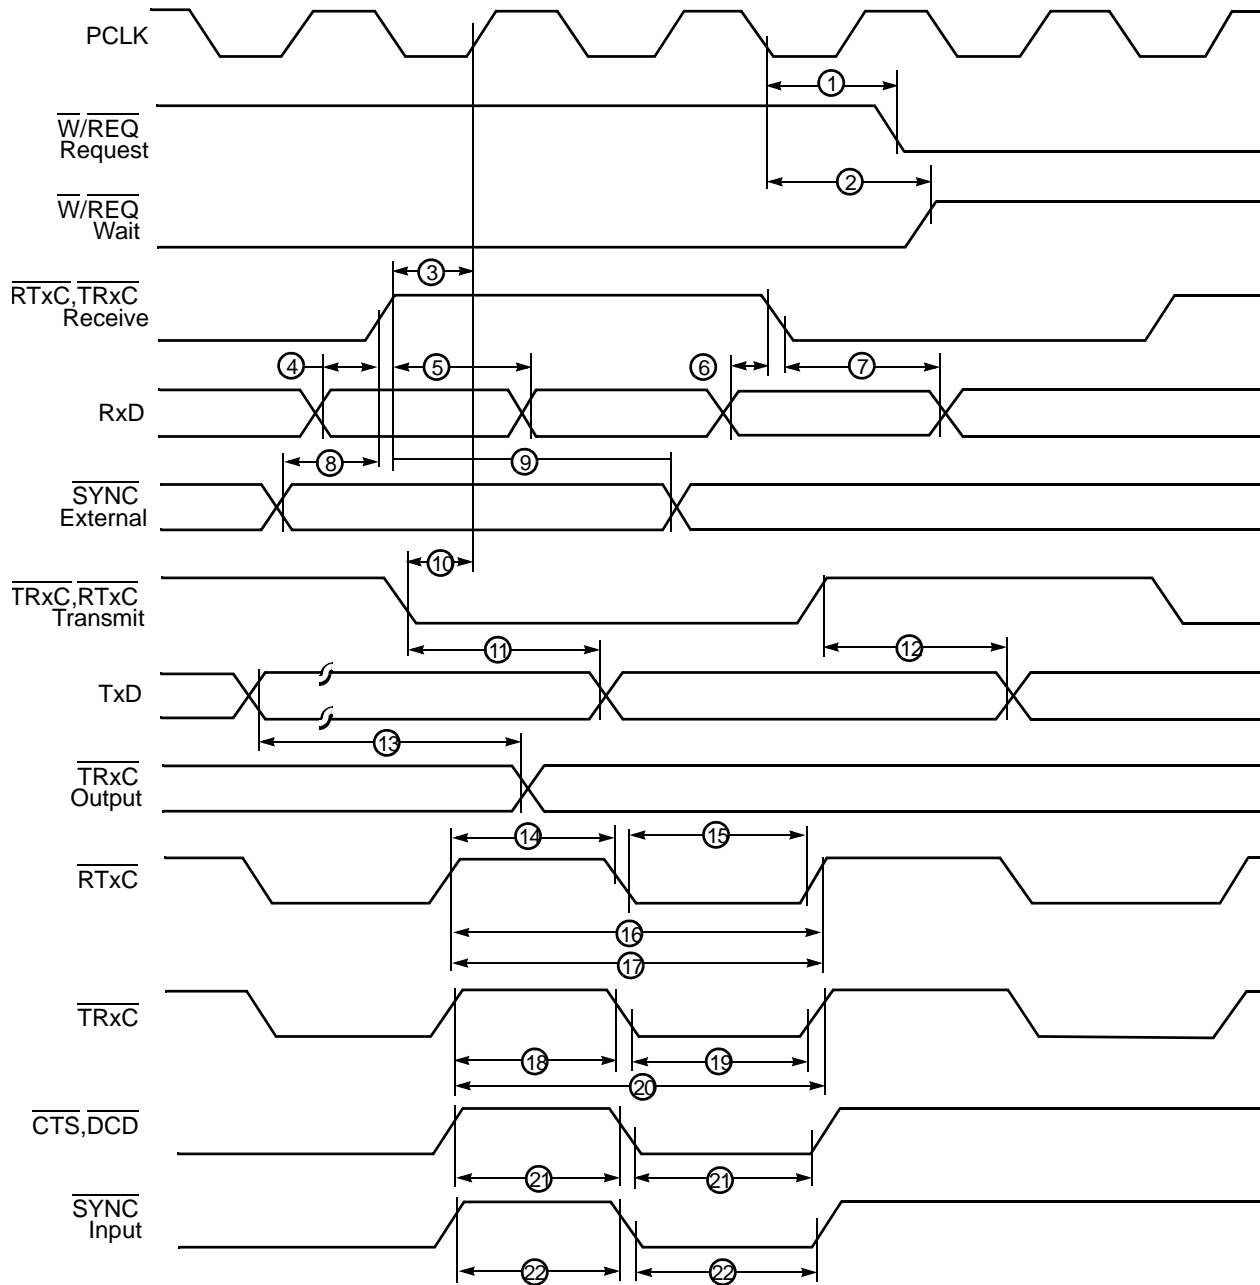 PCLK
①
W/REQ
Request
②
W/REQ
Wait
③
RTxC,TRxC
Receive
④ ⑤ ⑥ ⑦
RxD
⑧ ⑨
SYNC
External
⑩
TRxC,RTxC
Transmit
⑪ ⑫
TxD
⑬
TRxC
Output
⑭ ⑮
RTxC
⑯
⑰
TRxC
⑱ ⑲
⑳
CTS,DCD
㉑ ㉑
SYNC
Input
㉒ ㉒